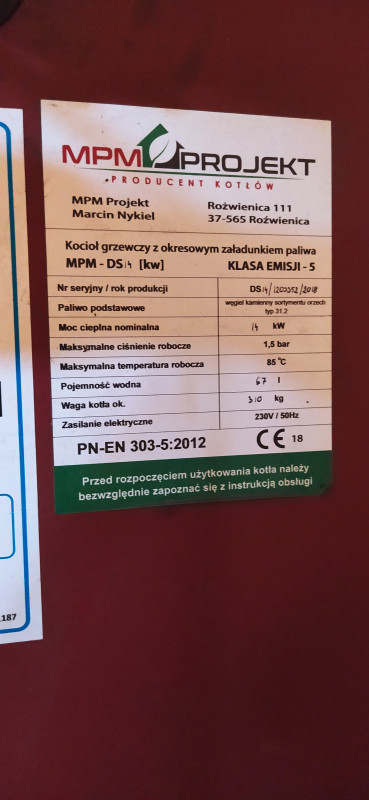 MPM PROJEKT
PRODUCENT KOTŁÓW
MPM Projekt
Marcin Nykiel
Roźwienica 111
37-565 Roźwienica
Kocioł grzewczy z okresowym załadunkiem paliwa
MPM - DS14 [kw] KLASA EMISJI - 5
Nr seryjny / rok produkcji DS14/1200352/2018
Paliwo podstawowe węgiel kamienny sortymentu orzech typ 31.2
Moc cieplna nominalna 14 kW
Maksymalne ciśnienie robocze 1,5 bar
Maksymalna temperatura robocza 85 °C
Pojemność wodna 67 l
Waga kotła ok. 310 kg
Zasilanie elektryczne 230V / 50Hz
PN-EN 303-5:2012 CE 18
Przed rozpoczęciem użytkowania kotła należy
bezwzględnie zapoznać się z instrukcją obsługi
187